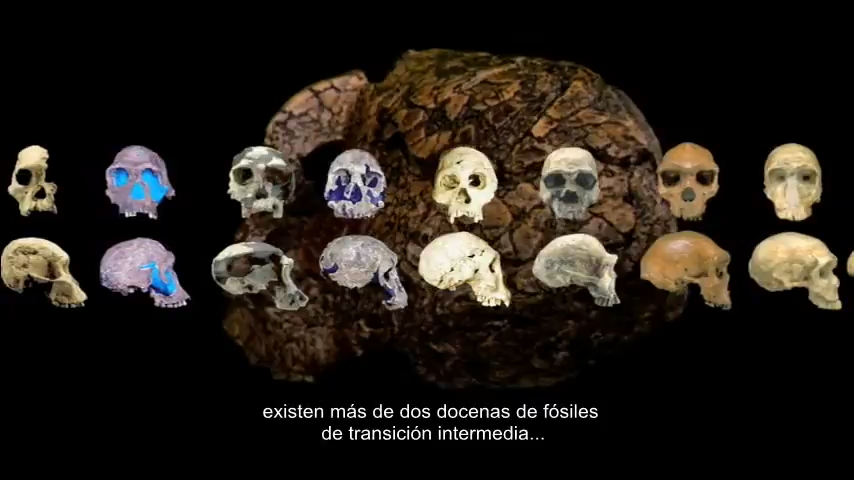 existen más de dos docenas de fósiles
de transición intermedia...